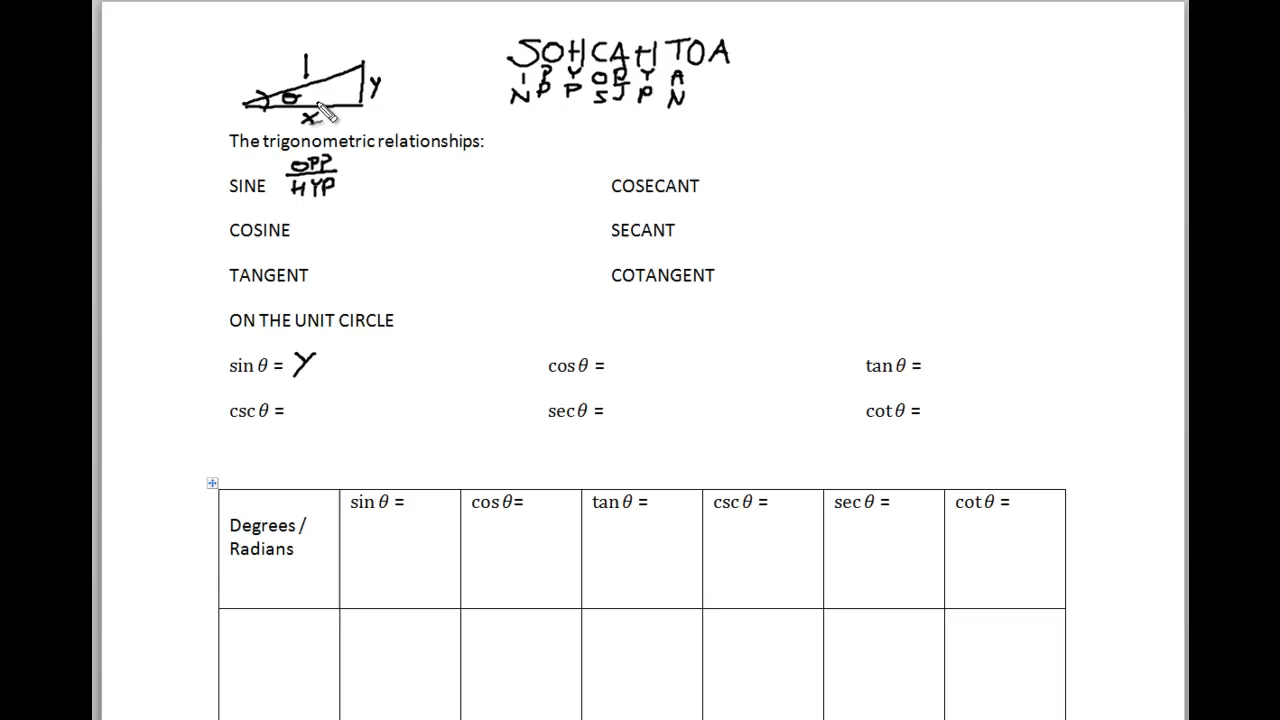 1
SOHCAHTOA
I P Y O D Y A
N P P S J P N
θ
y
x
The trigonometric relationships:
OPP
SINE HYP COSECANT
COSINE SECANT
TANGENT COTANGENT
ON THE UNIT CIRCLE
sin θ = Y cos θ = tan θ =
csc θ = sec θ = cot θ =
sin θ = cos θ= tan θ = csc θ = sec θ = cot θ =
Degrees /
Radians